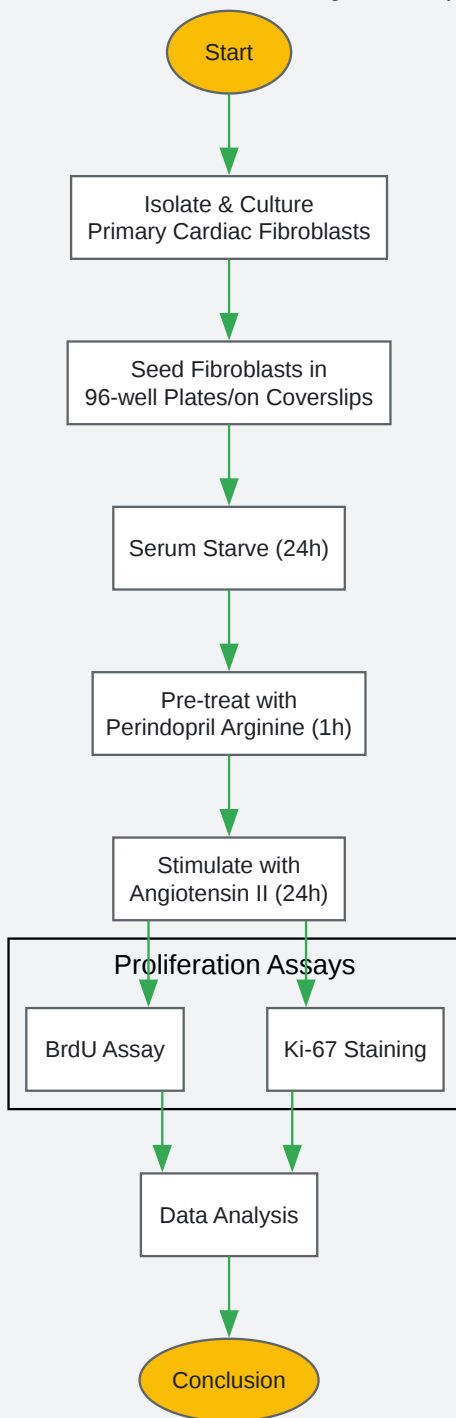 Start
Isolate & Culture
Primary Cardiac Fibroblasts
Seed Fibroblasts in
96-well Plates/on Coverslips
Serum Starve (24h)
Pre-treat with
Perindopril Arginine (1h)
Stimulate with
Angiotensin II (24h)
Proliferation Assays
BrdU Assay
Ki-67 Staining
Data Analysis
Conclusion